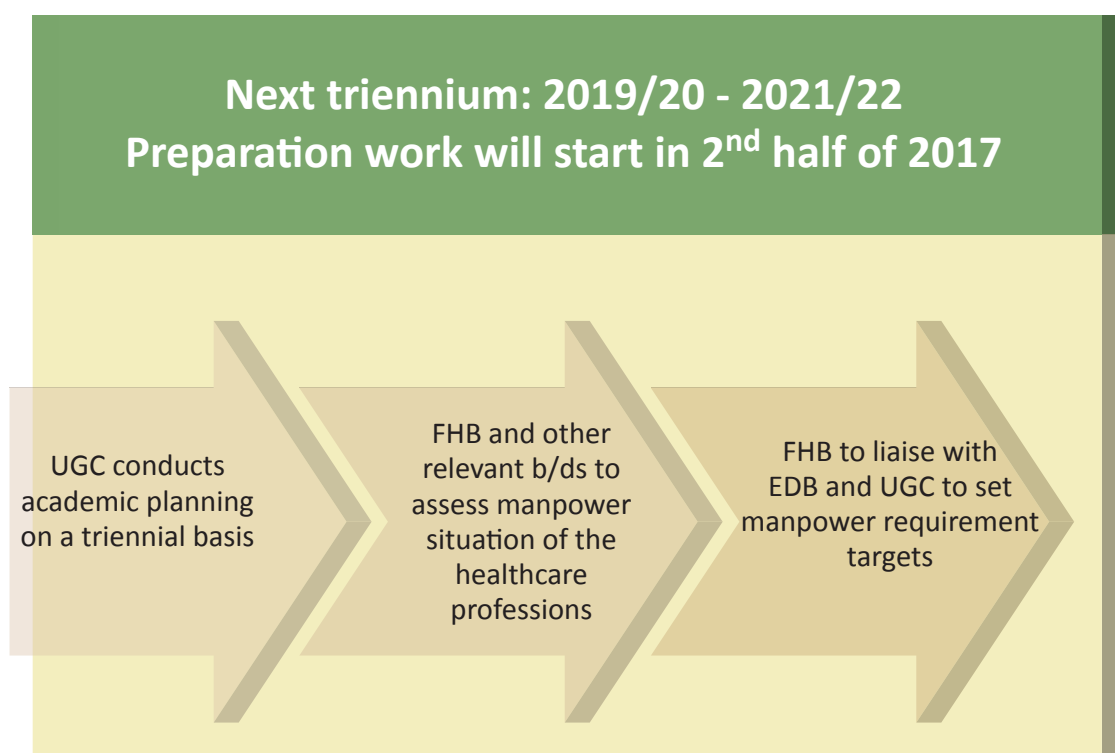 Next triennium: 2019/20 - 2021/22
Preparation work will start in 2nd half of 2017
UGC conducts
academic planning
on a triennial basis
FHB and other
relevant b/ds to
assess manpower
situation of the
healthcare
professions
FHB to liaise with
EDB and UGC to set
manpower requirement
targets